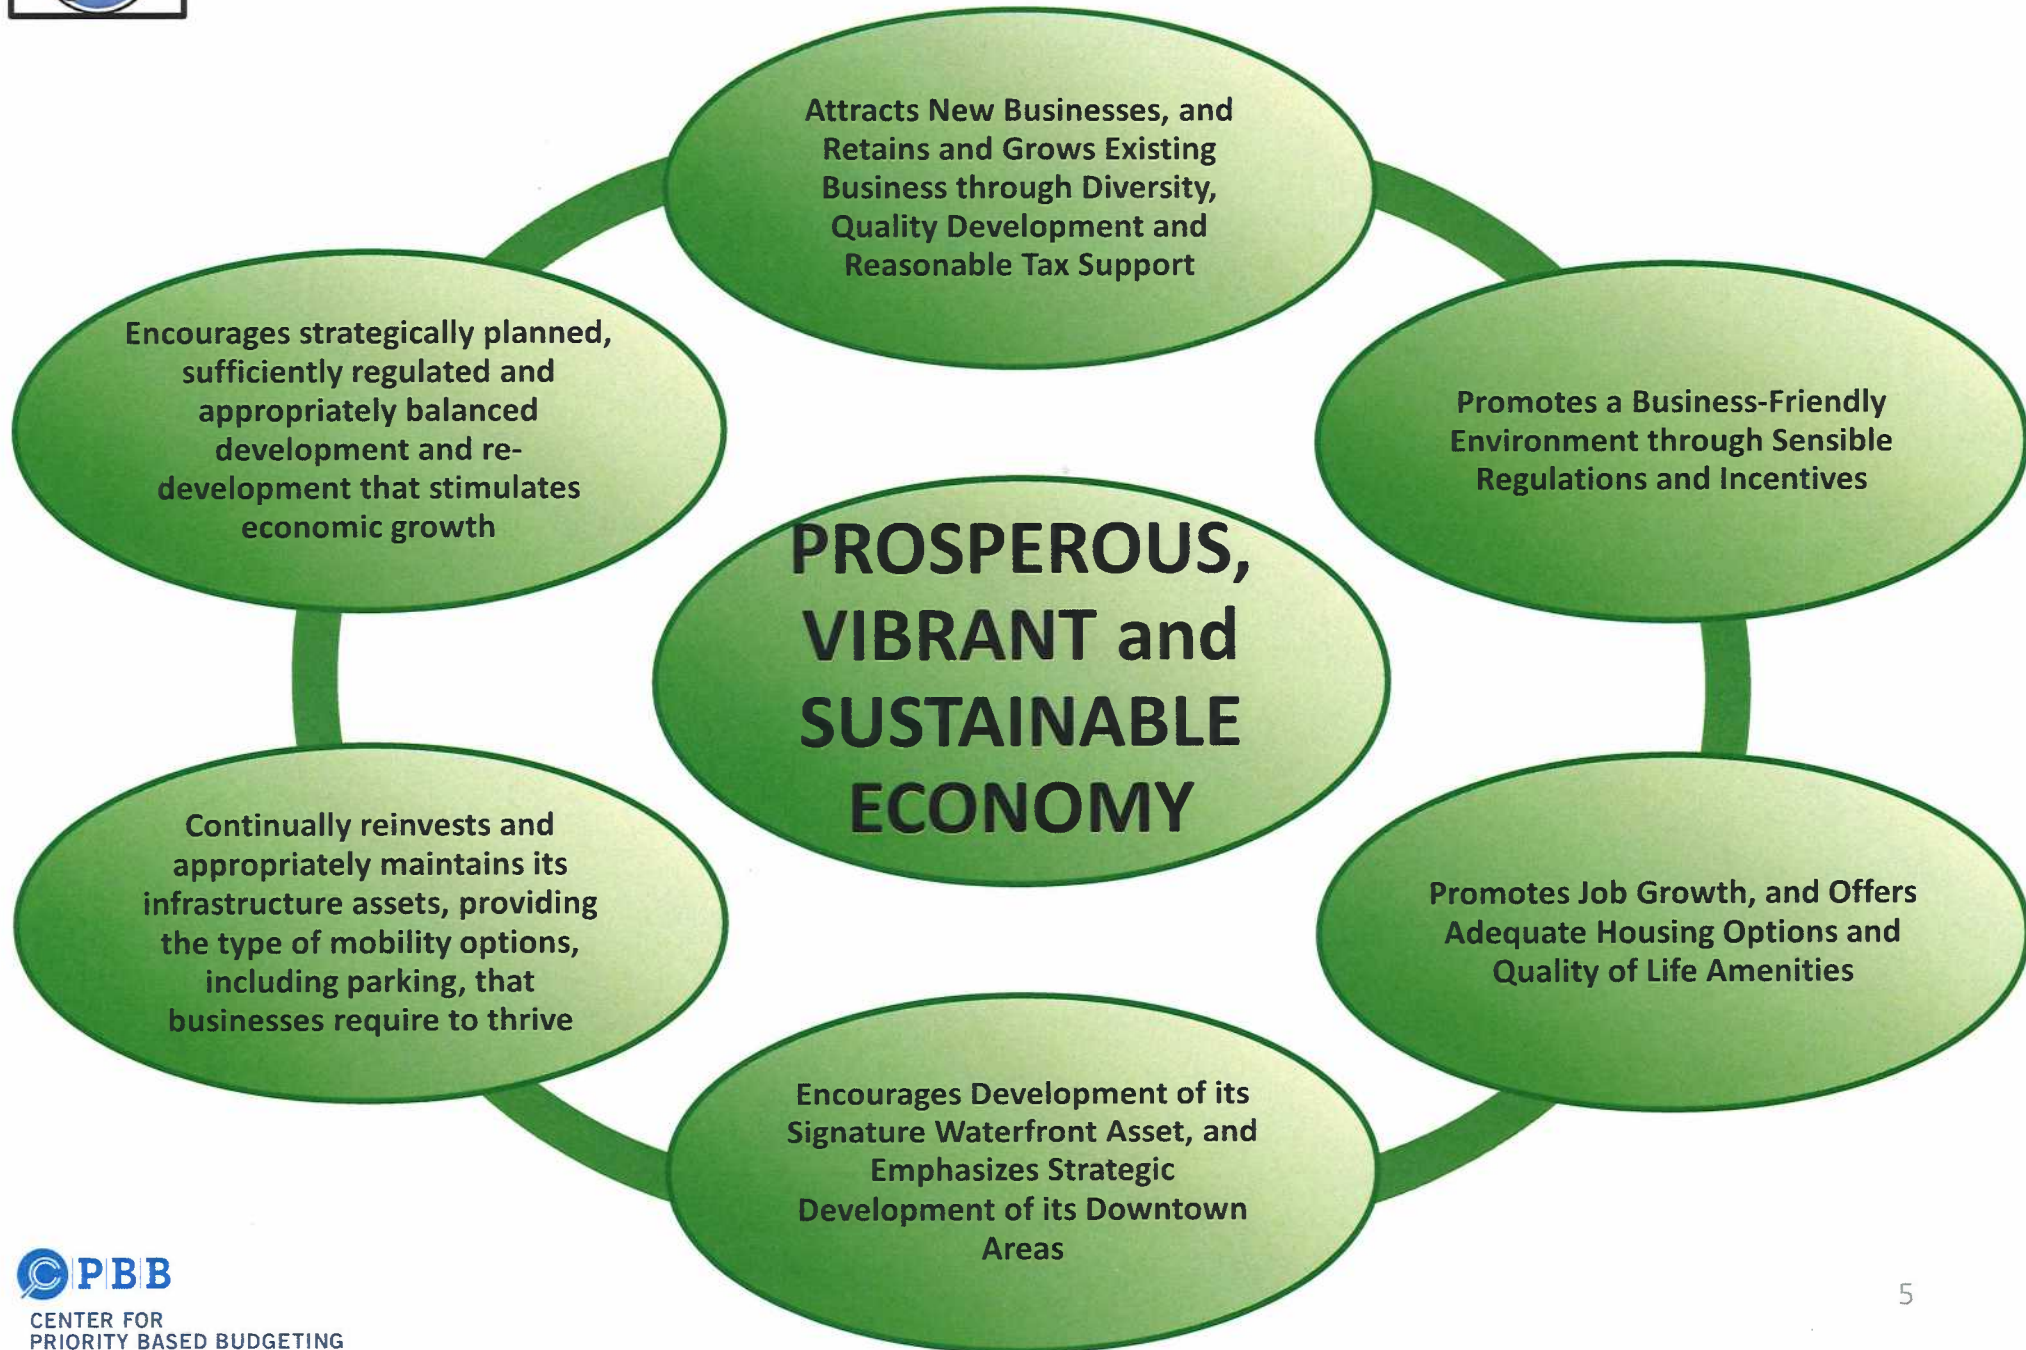 Attracts New Businesses, and
Retains and Grows Existing
Business through Diversity,
Quality Development and
Reasonable Tax Support
Promotes a Business-Friendly
Environment through Sensible
Regulations and Incentives
Promotes Job Growth, and Offers
Adequate Housing Options and
Quality of Life Amenities
Encourages Development of its
Signature Waterfront Asset, and
Emphasizes Strategic
Development of its Downtown
Areas
Continually reinvests and
appropriately maintains its
infrastructure assets, providing
the type of mobility options,
including parking, that
businesses require to thrive
Encourages strategically planned,
sufficiently regulated and
appropriately balanced
development and re-
development that stimulates
economic growth
PROSPEROUS,
VIBRANT and
SUSTAINABLE
ECONOMY
CPBB
CENTER FOR
PRIORITY BASED BUDGETING
5